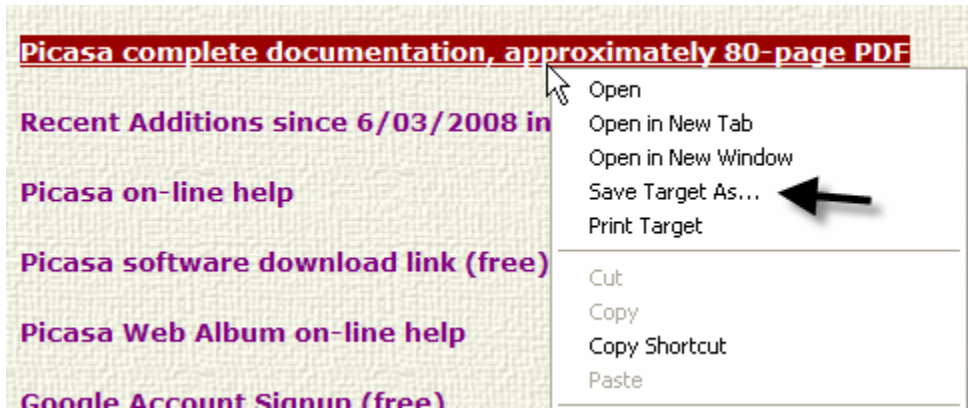 Picasa complete documentation, approximately 80-page PDF
Recent Additions since 6/03/2008 in
Picasa on-line help
Picasa software download link (free)
Picasa Web Album on-line help
Google Account Signup (free)
Open
Open in New Tab
Open in New Window
Save Target As...
Print Target
Cut
Copy
Copy Shortcut
Paste